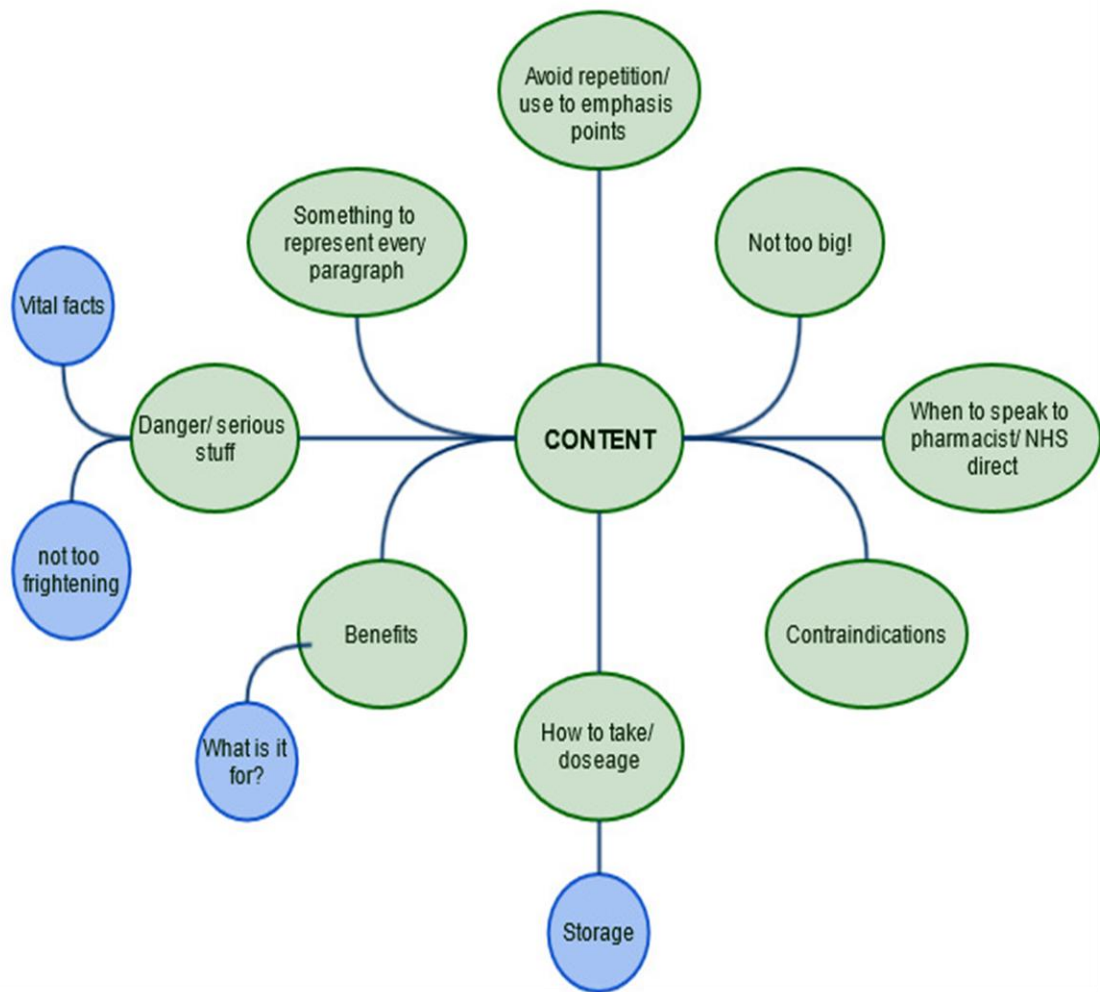 Avoid repetition/
use to emphasis
points
Something to
represent every
paragraph
Not too big!
Vital facts
Danger/ serious
stuff
CONTENT
When to speak to
pharmacist/ NHS
direct
not too
frightening
Benefits
Contraindications
What is it
for?
How to take/
doseage
Storage